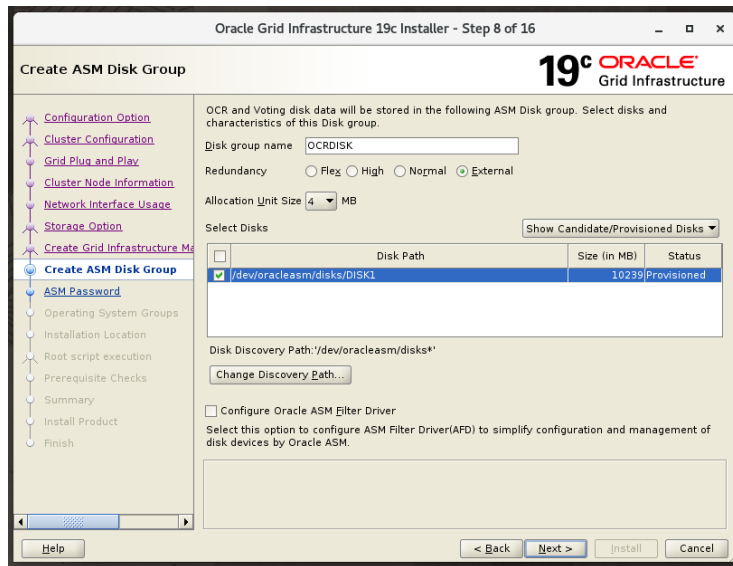 Oracle Grid Infrastructure 19c Installer - Step 8 of 16
Create ASM Disk Group
19c ORACLE
Grid Infrastructure
Configuration Option
Cluster Configuration
Grid Plug and Play
Cluster Node Information
Network Interface Usage
Storage Option
Create Grid Infrastructure Ma
Create ASM Disk Group
ASM Password
Operating System Groups
Installation Location
Root script execution
Prerequisite Checks
Summary
Install Product
Finish
OCR and Voting disk data will be stored in the following ASM Disk group. Select disks and
characteristics of this Disk group.
Disk group name OCRDISK
Redundancy Flex High Normal External
Allocation Unit Size 4 MB
Select Disks Show Candidate/Provisioned Disks
Disk Path Size (in MB) Status
/dev/oracleasm/disks/DISK1 10239 Provisioned
Disk Discovery Path:'/dev/oracleasm/disks*'
Change Discovery Path...
Configure Oracle ASM Filter Driver
Select this option to configure ASM Filter Driver(AFD) to simplify configuration and management of
disk devices by Oracle ASM.
Help < Back Next > Install Cancel